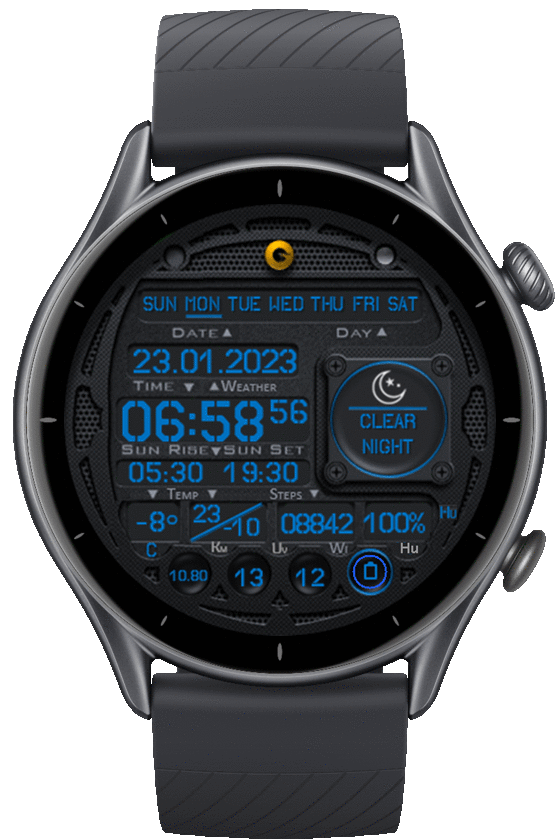 SUN MON TUE WED THU FRI SAT
DATE▲ DAY▲
23.01.2023
TIME ▼ ▲WEATHER
06:58 56
CLEAR
NIGHT
SUN RISE▼SUN SET
05:30 19:30
▼ TEMP ▼ STEPS ▼
-8° 23/-10 08842 100% Hu
C KM UV WI Hu
10.80 13 12